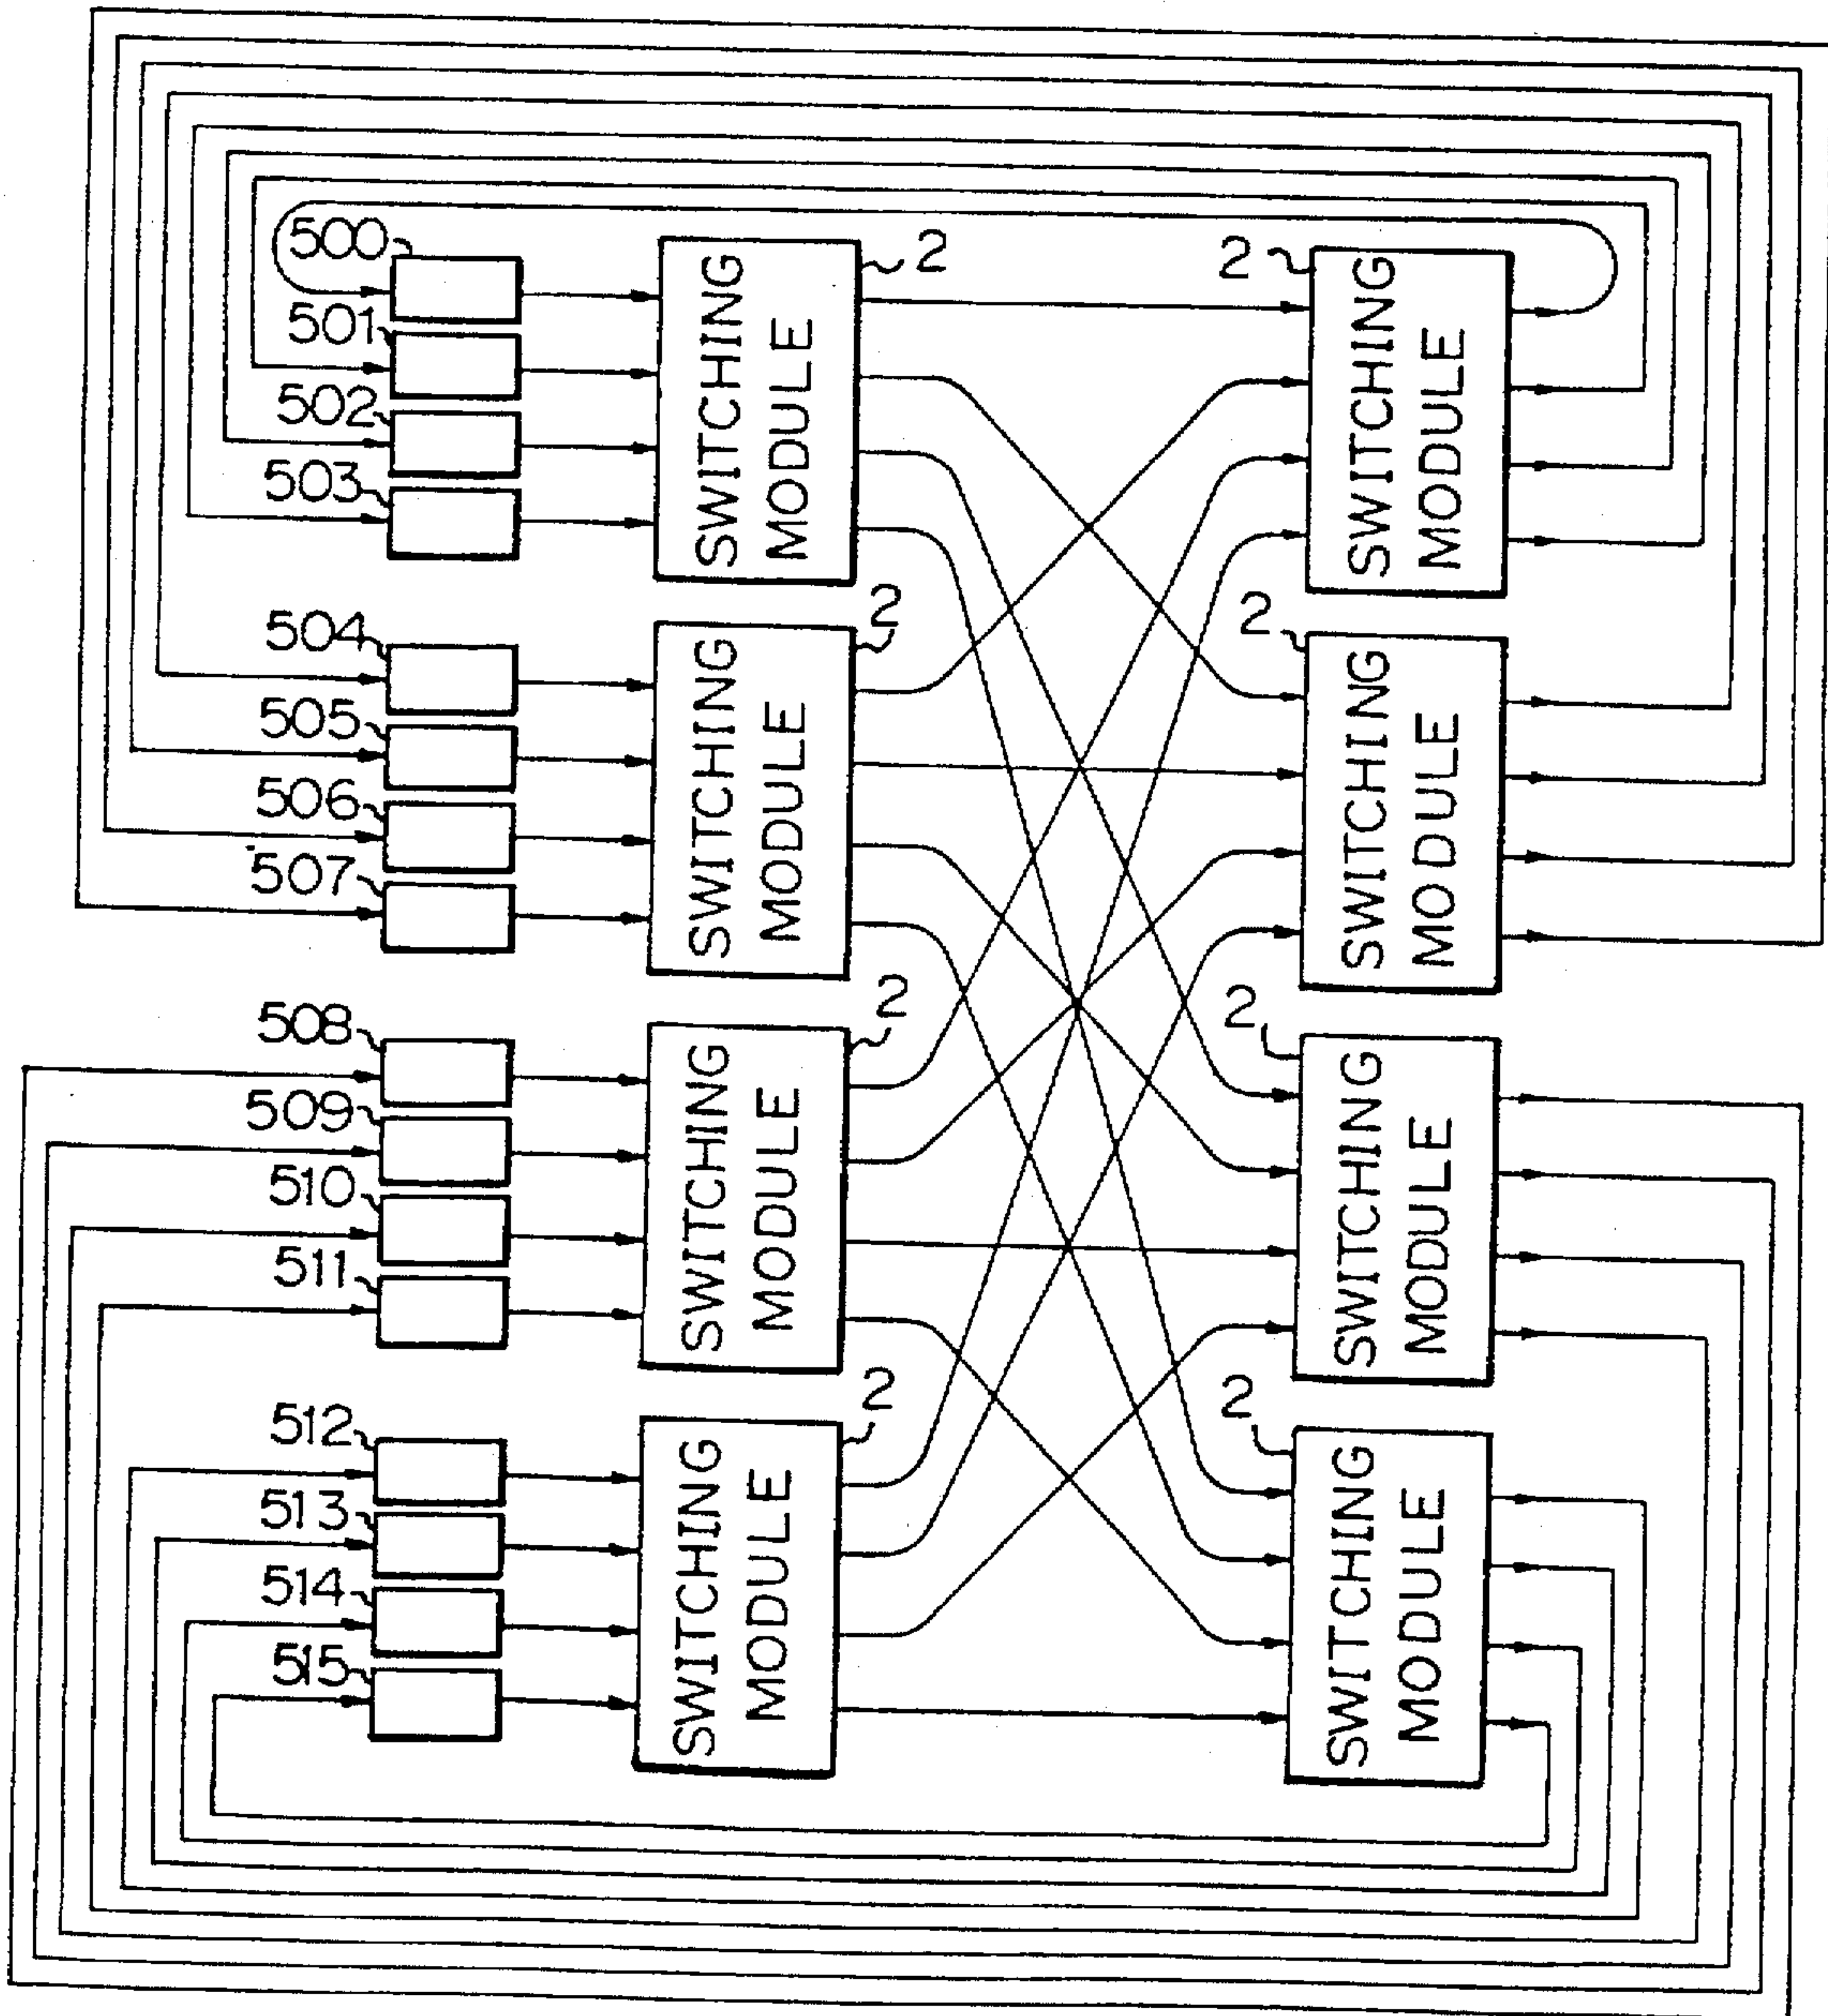 500
501
502
503
SWITCHING
MODULE
2
2
SWITCHING
MODULE
504
505
506
507
SWITCHING
MODULE
2
2
SWITCHING
MODULE
508
509
510
511
SWITCHING
MODULE
2
2
SWITCHING
MODULE
512
513
514
515
SWITCHING
MODULE
2
2
SWITCHING
MODULE